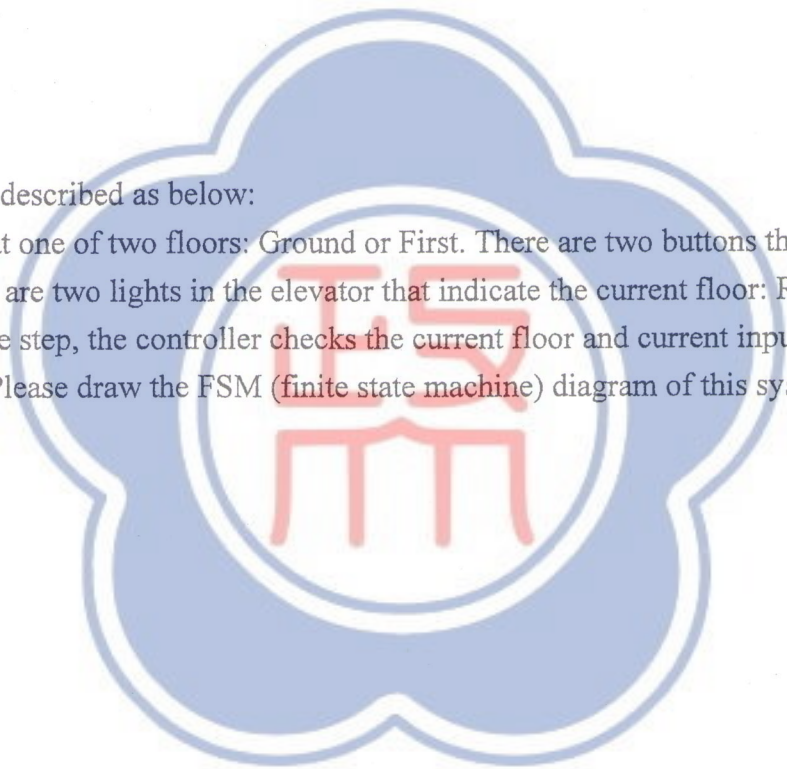 described as below:
t one of two floors: Ground or First. There are two buttons th
are two lights in the elevator that indicate the current floor: F
e step, the controller checks the current floor and current inpu
Please draw the FSM (finite state machine) diagram of this sy
政大